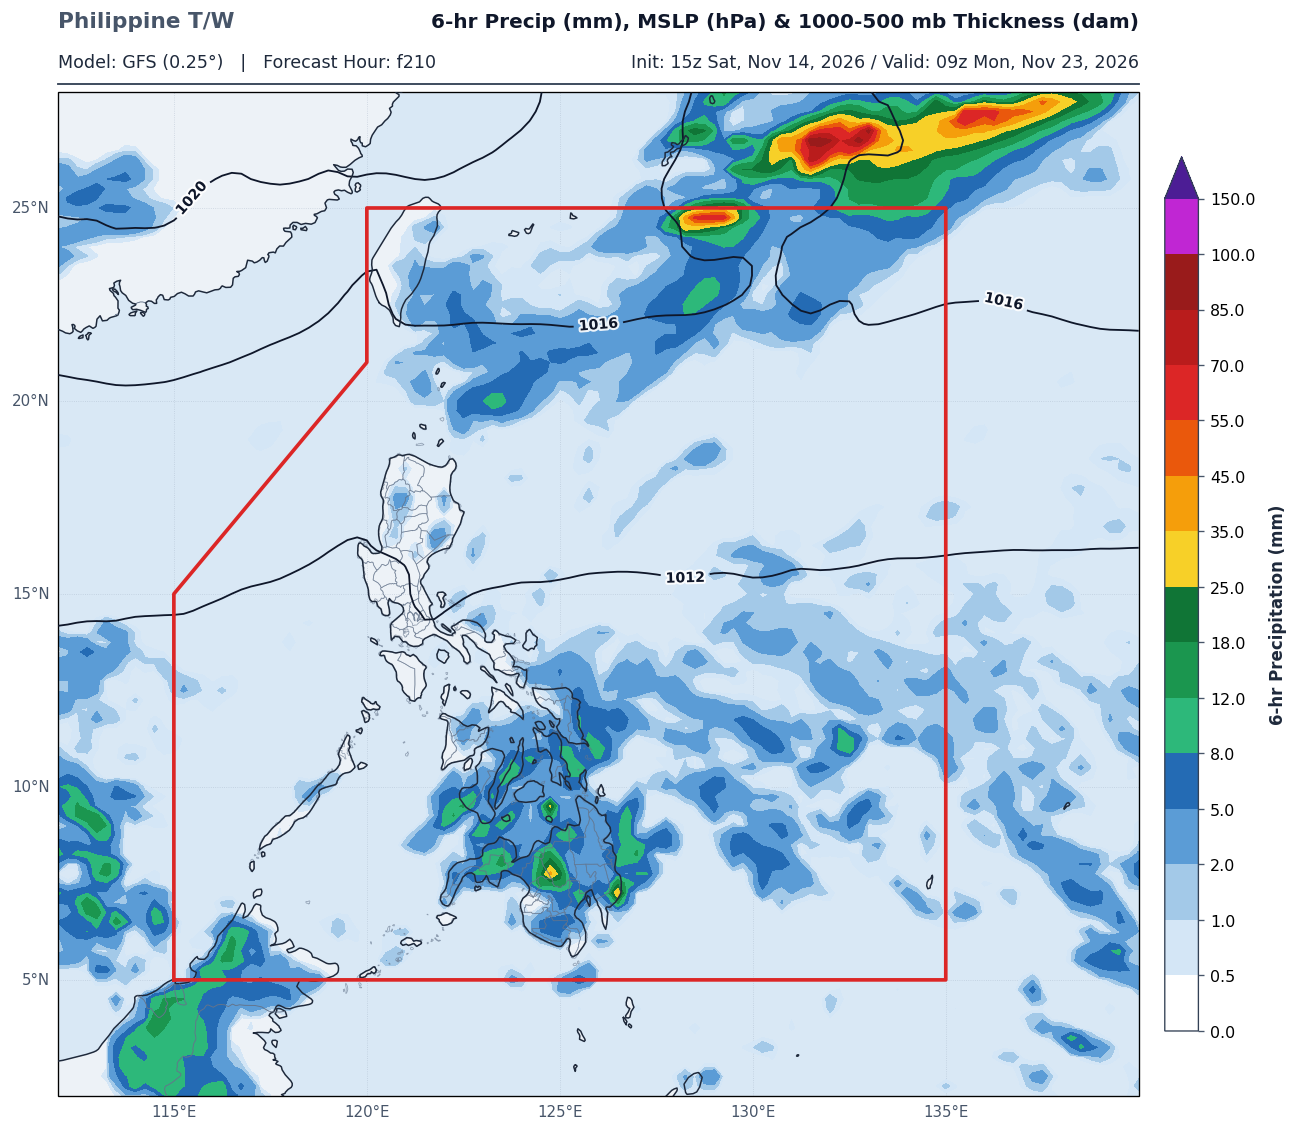 Philippine T/W
6-hr Precip (mm), MSLP (hPa) & 1000-500 mb Thickness (dam)
Model: GFS (0.25°) | Forecast Hour: f210
Init: 15z Sat, Nov 14, 2026 / Valid: 09z Mon, Nov 23, 2026
1020
1016
1016
1012
25°N
20°N
15°N
10°N
5°N
115°E
120°E
125°E
130°E
135°E
150.0
100.0
85.0
70.0
55.0
45.0
35.0
25.0
18.0
12.0
8.0
5.0
2.0
1.0
0.5
0.0
6-hr Precipitation (mm)